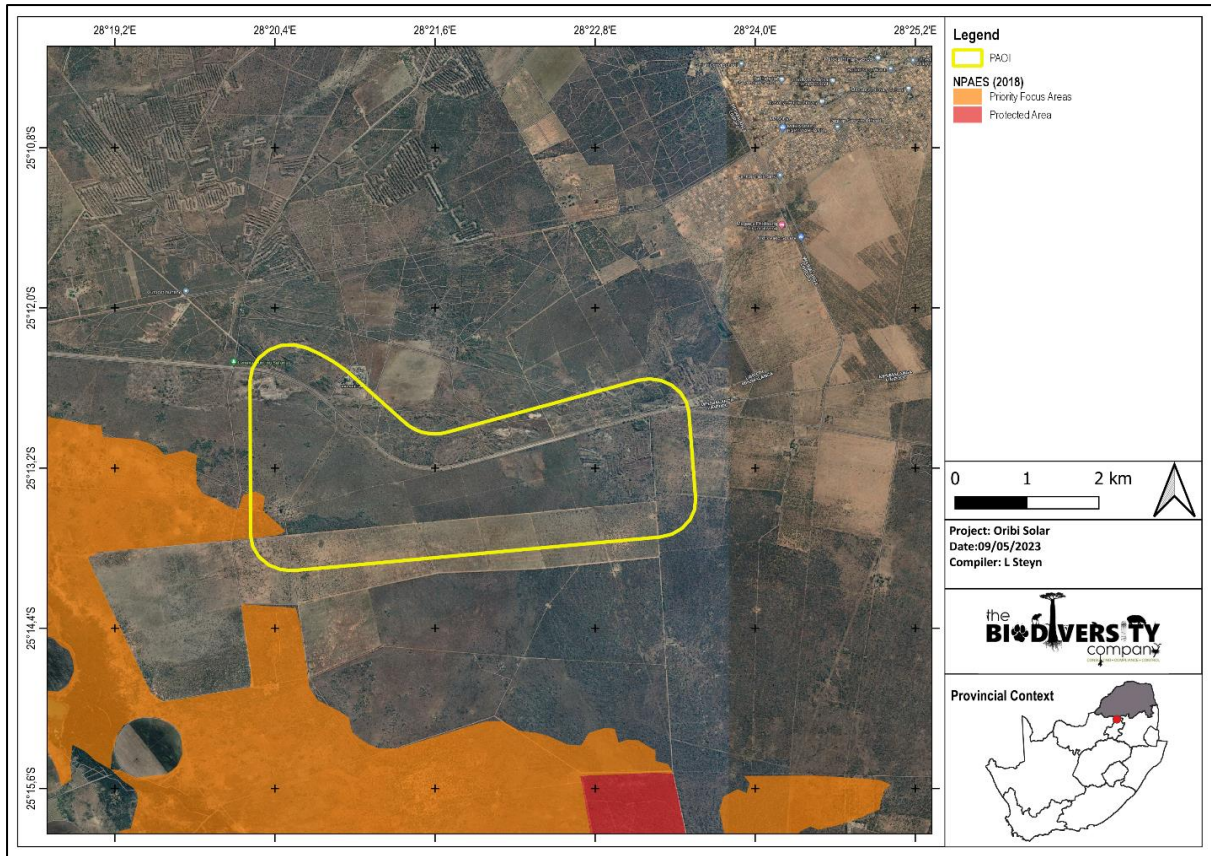 28°19,2'E 28°20,4'E 28°21,6'E 28°22,8'E 28°24,0'E 28°25,2'E
25°10,8'S
25°12,0'S
25°13,2'S
25°14,4'S
25°15,6'S
Legend
PAOI
NPAES (2018)
Priority Focus Areas
Protected Area
0 1 2 km
Project: Oribi Solar
Date:09/05/2023
Compiler: L Steyn
the
BIODIVERSITY
company
Provincial Context